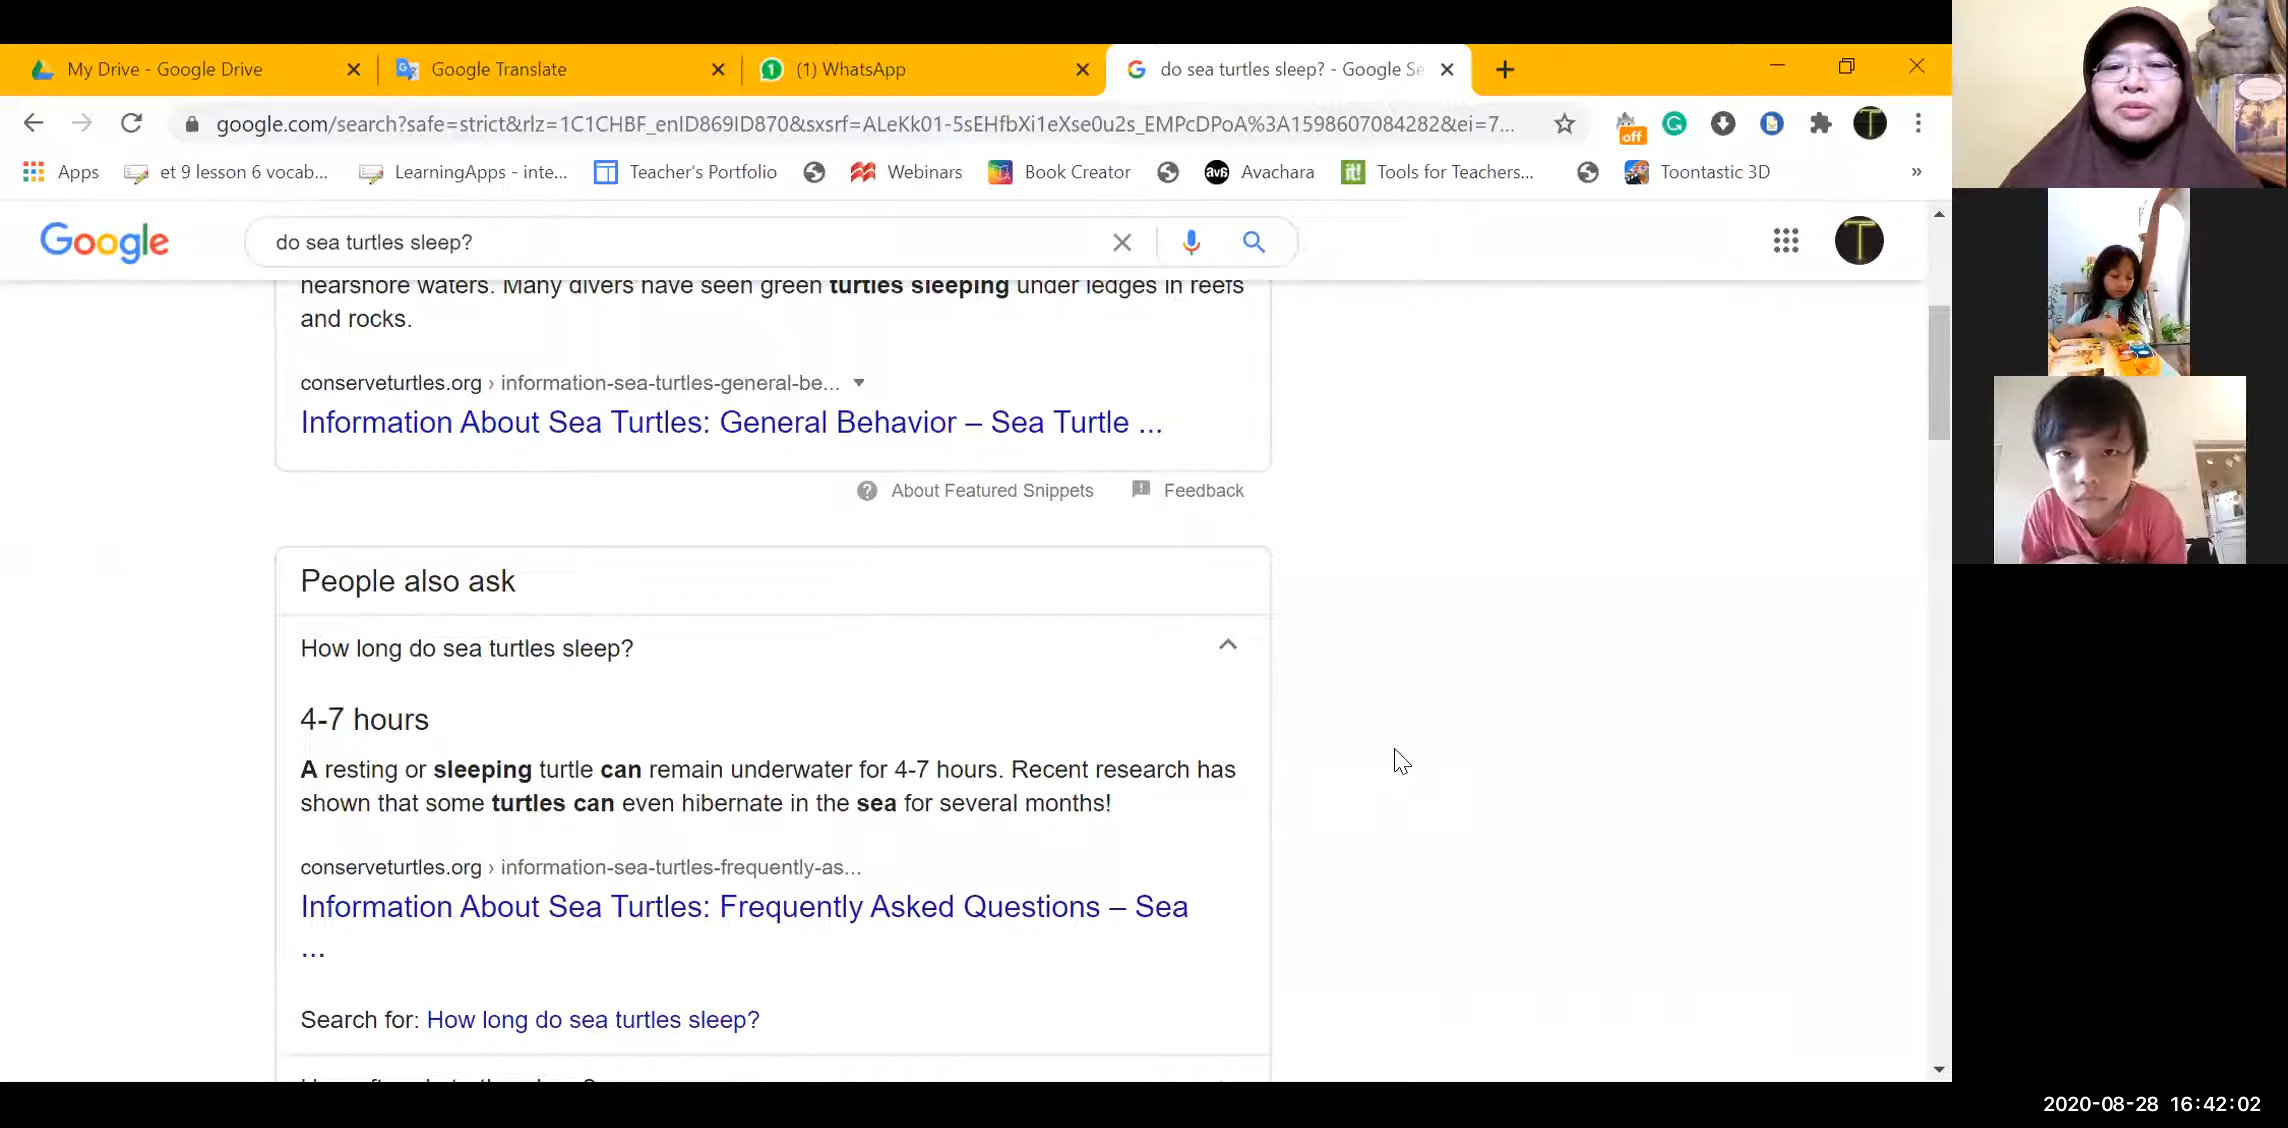 My Drive - Google Drive
Google Translate
(1) WhatsApp
do sea turtles sleep? - Google Se
google.com/search?safe=strict&rlz=1C1CHBF_enID869ID870&sxsrf=ALeKk01-5sEHfbXi1eXse0u2s_EMPcDPoA%3A1598607084282&ei=7...
off
Apps
et 9 lesson 6 vocab...
LearningApps - inte...
Teacher's Portfolio
Webinars
Book Creator
Avachara
Tools for Teachers...
Toontastic 3D
»
Google
do sea turtles sleep?
T
nearshore waters. Many divers have seen green turtles sleeping under ledges in reefs
and rocks.
conserveturtles.org › information-sea-turtles-general-be...
Information About Sea Turtles: General Behavior – Sea Turtle ...
About Featured Snippets
Feedback
People also ask
How long do sea turtles sleep?
4-7 hours
A resting or sleeping turtle can remain underwater for 4-7 hours. Recent research has
shown that some turtles can even hibernate in the sea for several months!
conserveturtles.org › information-sea-turtles-frequently-as...
Information About Sea Turtles: Frequently Asked Questions – Sea
...
Search for: How long do sea turtles sleep?
2020-08-28 16:42:02